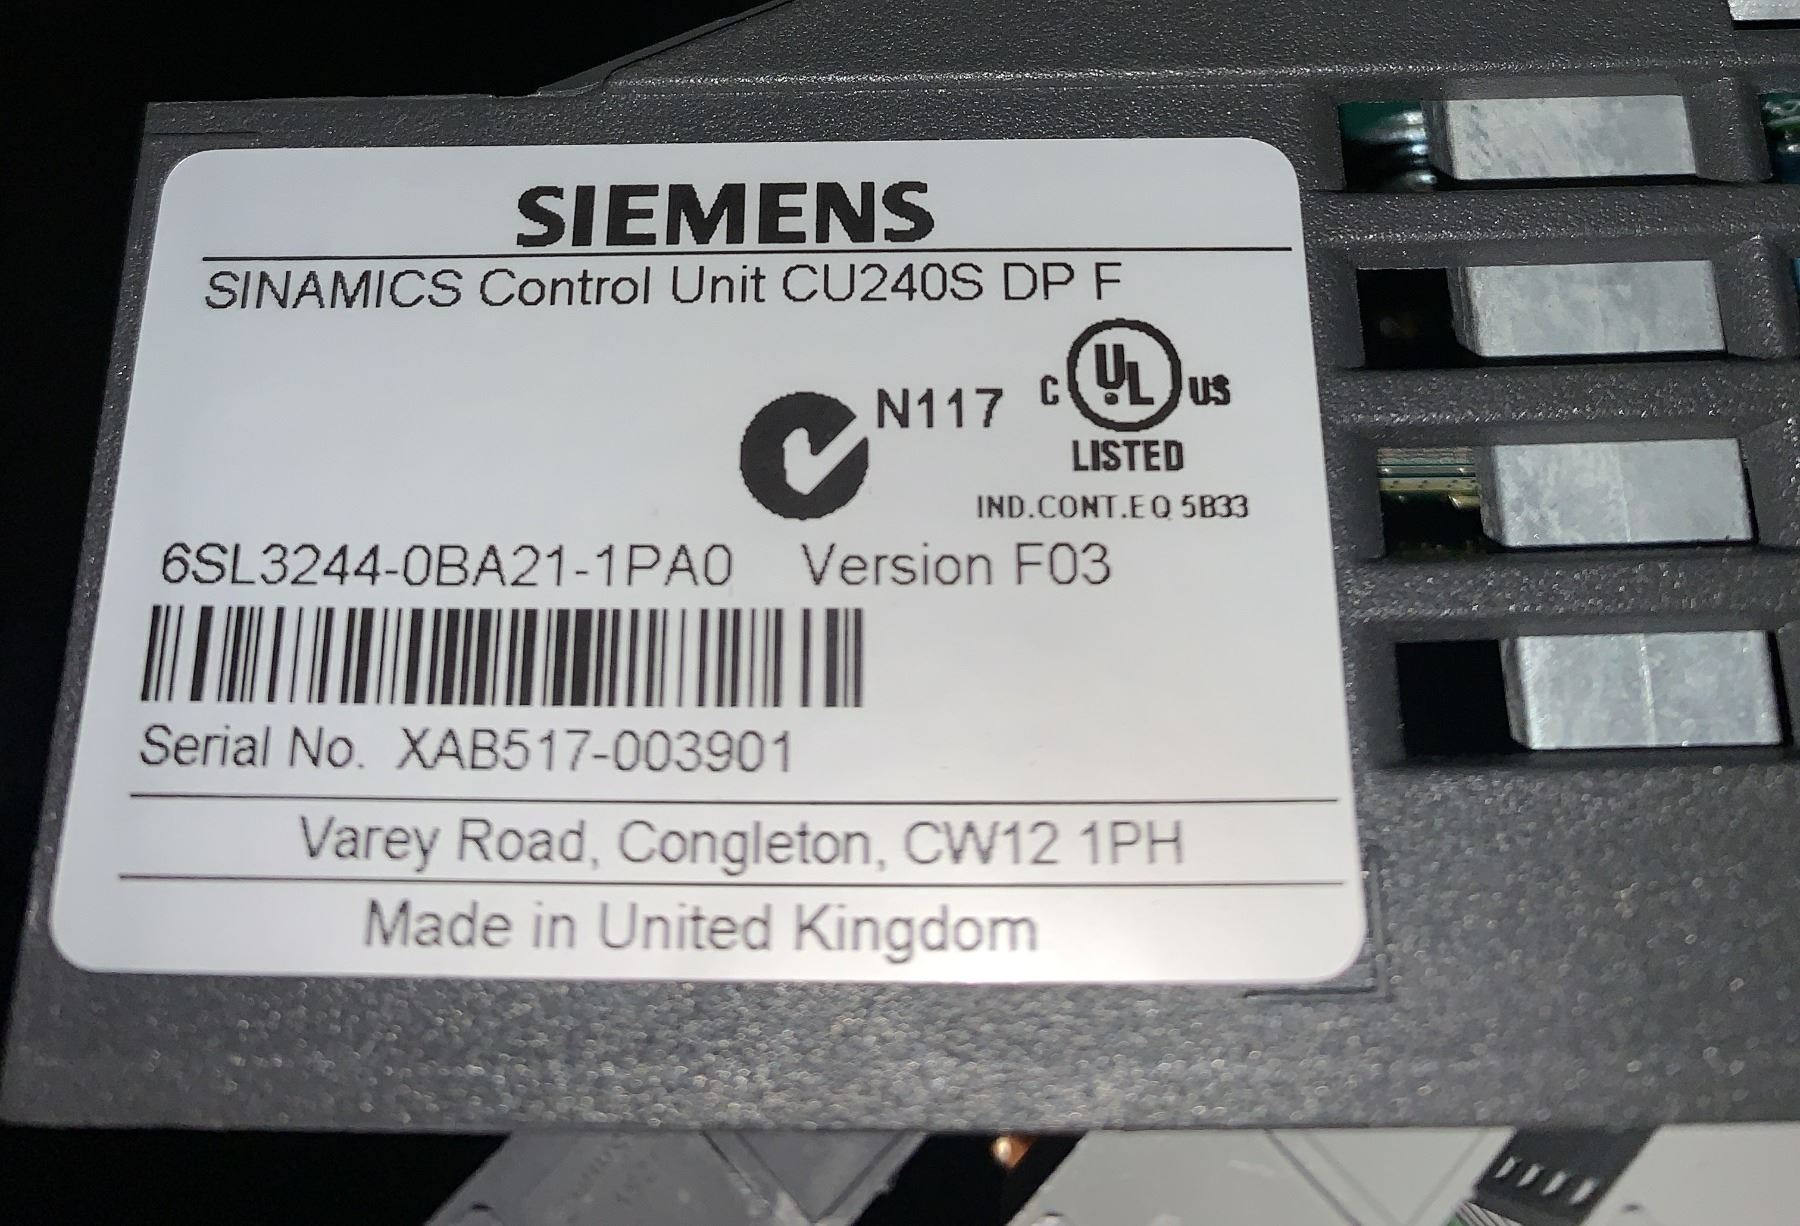 SIEMENS
SINAMICS Control Unit CU240S DP F
N117
C UL US
LISTED
IND.CONT.EQ 5B33
6SL3244-0BA21-1PA0 Version F03
Serial No. XAB517-003901
Varey Road, Congleton, CW12 1PH
Made in United Kingdom